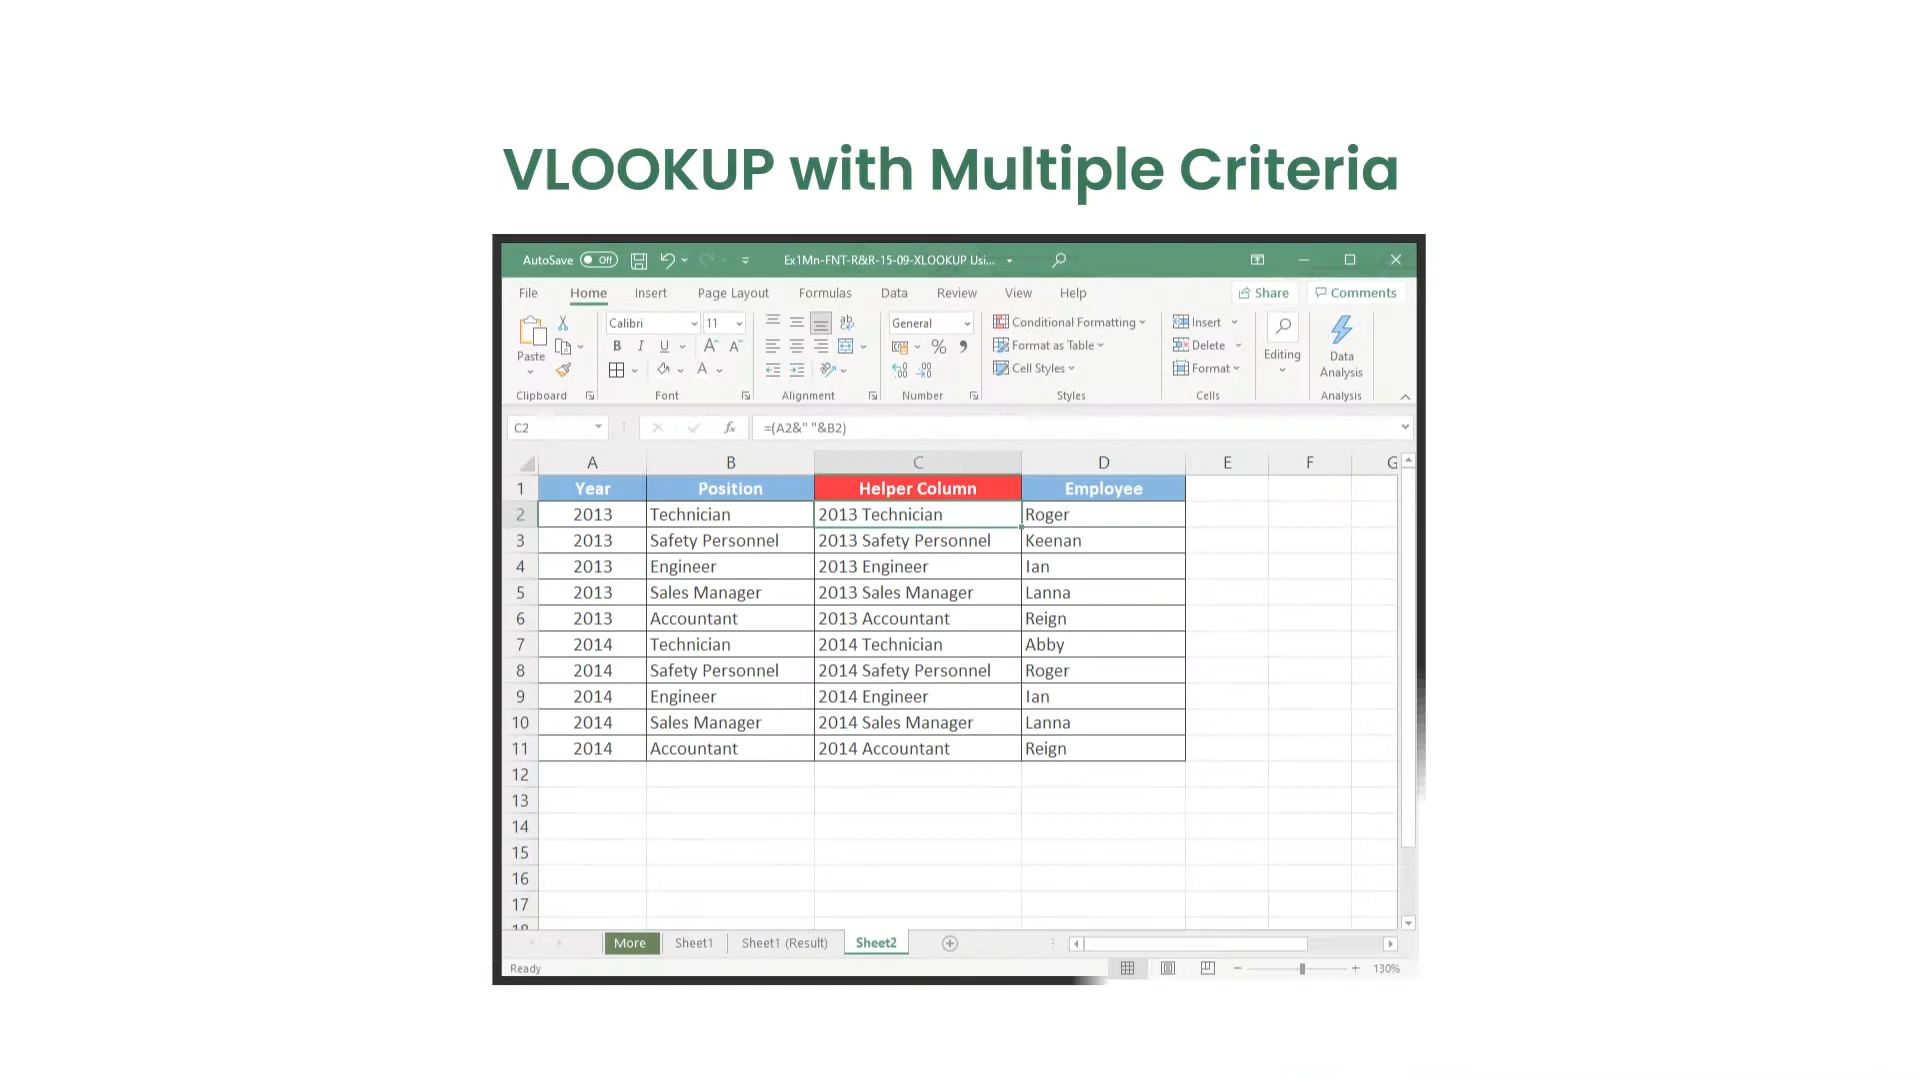 VLOOKUP with Multiple Criteria
AutoSave Off Ex1Mn-FNT-R&R-15-09-XLOOKUP Usi...
File Home Insert Page Layout Formulas Data Review View Help Share Comments
Calibri 11 General Conditional Formatting Insert
Paste B I U A A % Format as Table Delete Editing Data Analysis
A Cell Styles Format
Clipboard Font Alignment Number Styles Cells Analysis
C2 fx =(A2&" "&B2)
A B C D E F G
1 Year Position Helper Column Employee
2 2013 Technician 2013 Technician Roger
3 2013 Safety Personnel 2013 Safety Personnel Keenan
4 2013 Engineer 2013 Engineer Ian
5 2013 Sales Manager 2013 Sales Manager Lanna
6 2013 Accountant 2013 Accountant Reign
7 2014 Technician 2014 Technician Abby
8 2014 Safety Personnel 2014 Safety Personnel Roger
9 2014 Engineer 2014 Engineer Ian
10 2014 Sales Manager 2014 Sales Manager Lanna
11 2014 Accountant 2014 Accountant Reign
12
13
14
15
16
17
18
More Sheet1 Sheet1 (Result) Sheet2
Ready 130%